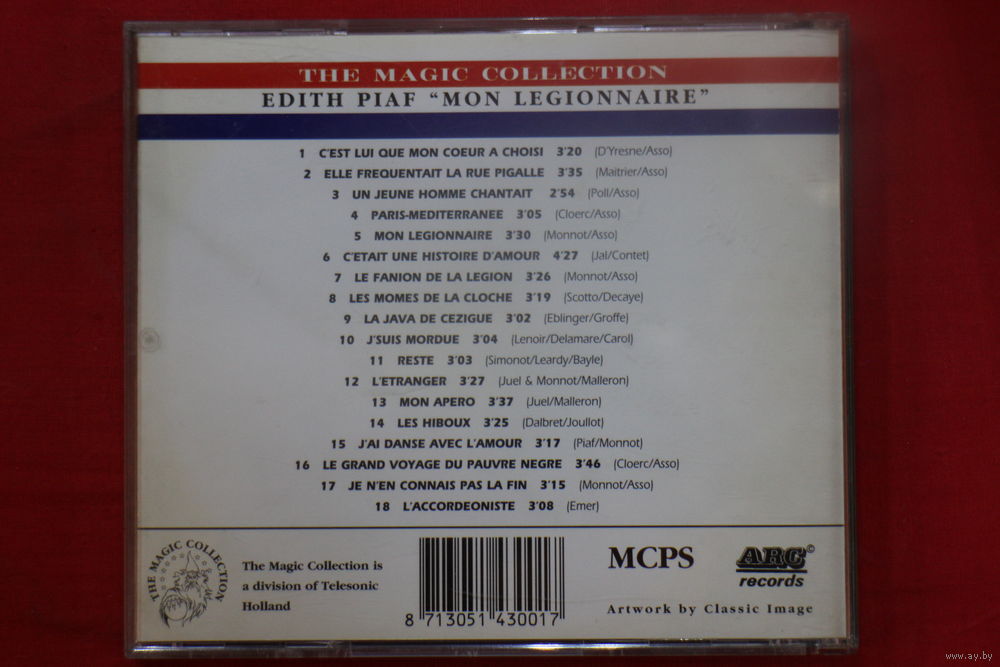 THE MAGIC COLLECTION
EDITH PIAF "MON LEGIONNAIRE"
1 C'EST LUI QUE MON COEUR A CHOISI 3'20 (D'Yresne/Asso)
2 ELLE FREQUENTAIT LA RUE PIGALLE 3'35 (Maitrier/Asso)
3 UN JEUNE HOMME CHANTAIT 2'54 (Poll/Asso)
4 PARIS-MEDITERRANEE 3'05 (Cloerc/Asso)
5 MON LEGIONNAIRE 3'30 (Monnot/Asso)
6 C'ETAIT UNE HISTOIRE D'AMOUR 4'27 (Jal/Contet)
7 LE FANION DE LA LEGION 3'26 (Monnot/Asso)
8 LES MOMES DE LA CLOCHE 3'19 (Scotto/Decaye)
9 LA JAVA DE CEZIGUE 3'02 (Eblinger/Groffe)
10 J'SUIS MORDUE 3'04 (Lenoir/Delamare/Carol)
11 RESTE 3'03 (Simonot/Leardy/Bayle)
12 L'ETRANGER 3'27 (Juel & Monnot/Malleron)
13 MON APERO 3'37 (Juel/Malleron)
14 LES HIBOUX 3'25 (Dalbret/Joullot)
15 J'AI DANSE AVEC L'AMOUR 3'17 (Piaf/Monnot)
16 LE GRAND VOYAGE DU PAUVRE NEGRE 3'46 (Cloerc/Asso)
17 JE N'EN CONNAIS PAS LA FIN 3'15 (Monnot/Asso)
18 L'ACCORDEONISTE 3'08 (Emer)
THE MAGIC COLLECTION
The Magic Collection is
a division of Telesonic
Holland
8 713051 430017
MCPS
ARC©
records
Artwork by Classic Image
www.ay.by